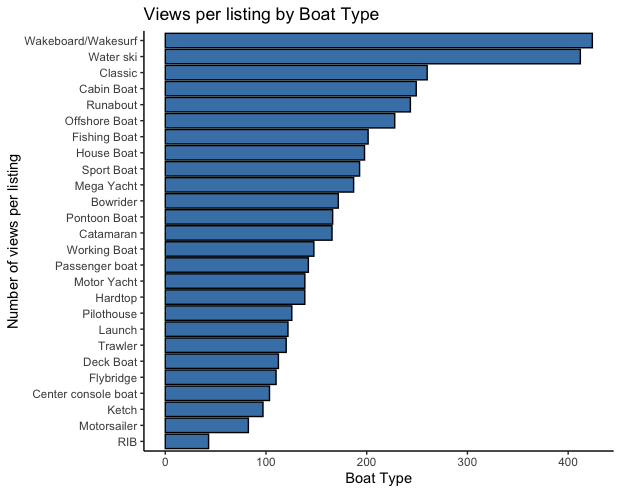 Views per listing by Boat Type
Number of views per listing
Wakeboard/Wakesurf
Water ski
Classic
Cabin Boat
Runabout
Offshore Boat
Fishing Boat
House Boat
Sport Boat
Mega Yacht
Bowrider
Pontoon Boat
Catamaran
Working Boat
Passenger boat
Motor Yacht
Hardtop
Pilothouse
Launch
Trawler
Deck Boat
Flybridge
Center console boat
Ketch
Motorsailer
RIB
0 100 200 300 400
Boat Type